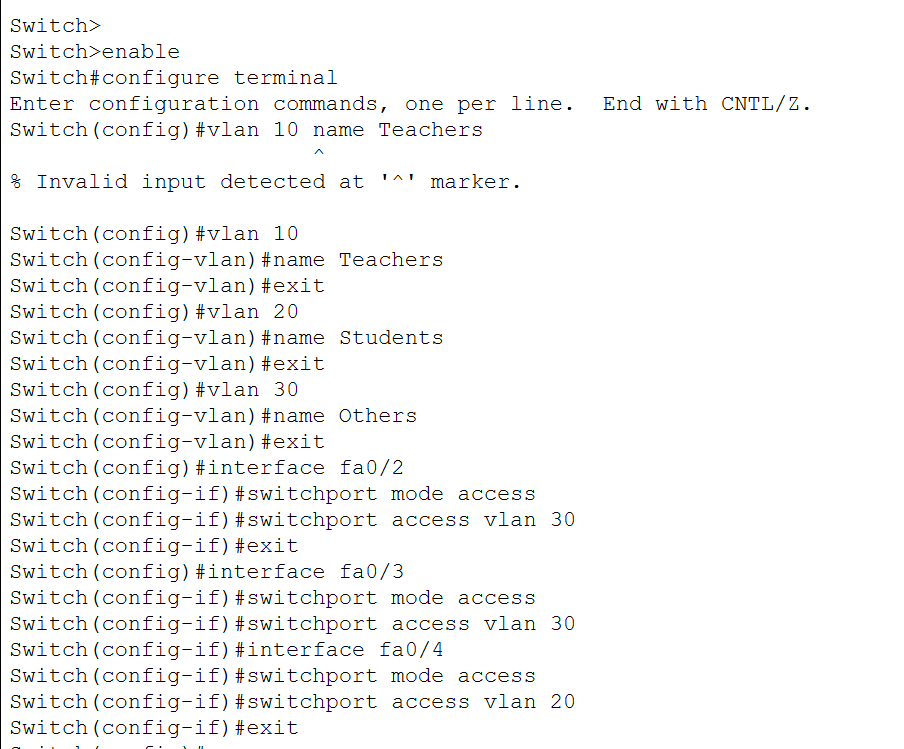 Switch>
Switch>enable
Switch#configure terminal
Enter configuration commands, one per line.  End with CNTL/Z.
Switch(config)#vlan 10 name Teachers
^
% Invalid input detected at '^' marker.

Switch(config)#vlan 10
Switch(config-vlan)#name Teachers
Switch(config-vlan)#exit
Switch(config)#vlan 20
Switch(config-vlan)#name Students
Switch(config-vlan)#exit
Switch(config)#vlan 30
Switch(config-vlan)#name Others
Switch(config-vlan)#exit
Switch(config)#interface fa0/2
Switch(config-if)#switchport mode access
Switch(config-if)#switchport access vlan 30
Switch(config-if)#exit
Switch(config)#interface fa0/3
Switch(config-if)#switchport mode access
Switch(config-if)#switchport access vlan 30
Switch(config-if)#interface fa0/4
Switch(config-if)#switchport mode access
Switch(config-if)#switchport access vlan 20
Switch(config-if)#exit